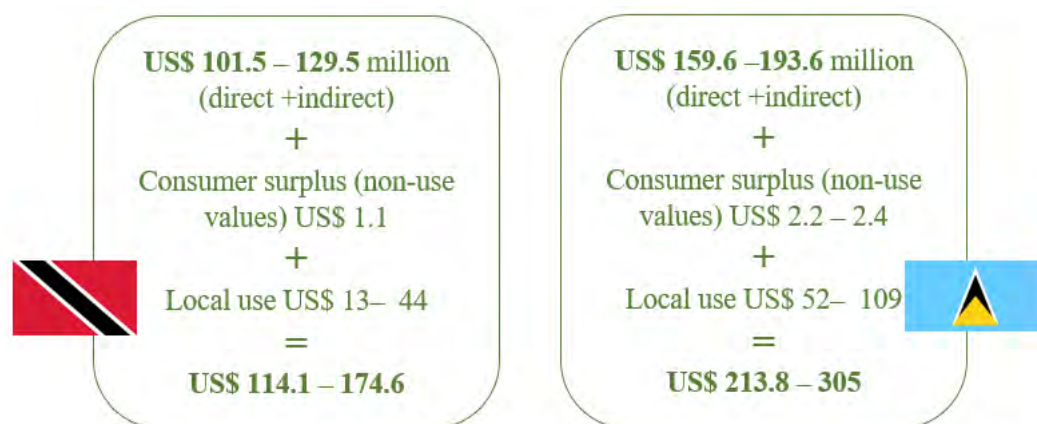 US$ 101.5 – 129.5 million
(direct +indirect)
+
Consumer surplus (non-use
values) US$ 1.1
+
Local use US$ 13– 44
=
US$ 114.1 – 174.6
US$ 159.6 –193.6 million
(direct +indirect)
+
Consumer surplus (non-use
values) US$ 2.2 – 2.4
+
Local use US$ 52– 109
=
US$ 213.8 – 305